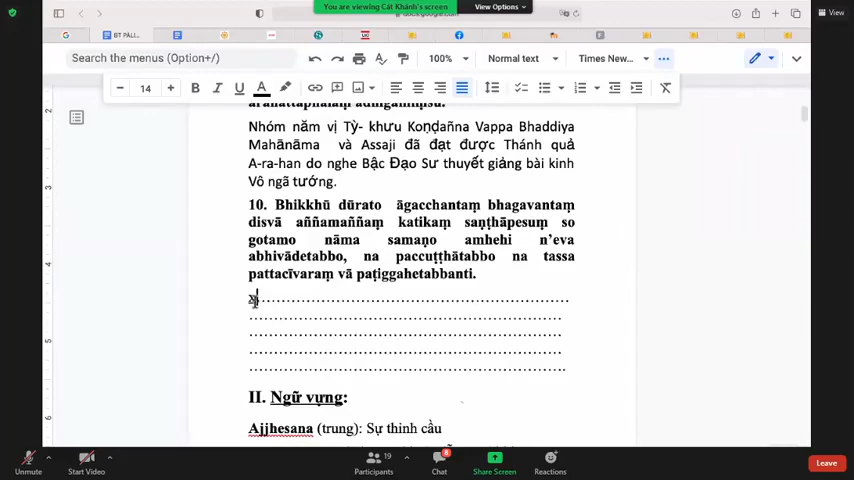 You are viewing Cát Khánh's screen
View Options
View
BT PALI...
Search the menus (Option+/)
100%
Normal text
Times New...
14
arahattaphalaṃ adhigamiṃsu.
Nhóm năm vị Tỳ- khưu Koṇḍañna Vappa Bhaddiya
Mahānāma và Assaji đã đạt được Thánh quả
A-ra-han do nghe Bậc Đạo Sư thuyết giảng bài kinh
Vô ngã tướng.
10. Bhikkhū dūrato āgacchantaṃ bhagavantaṃ
disvā aññamaññaṃ katikaṃ saṇṭhāpesuṃ so
gotamo nāma samaṇo amhehi n'eva
abhivādetabbo, na paccuṭṭhātabbo na tassa
pattacīvaraṃ vā paṭiggahetabbanti.
II. Ngữ vựng:
Ajjhesana (trung): Sự thỉnh cầu
Unmute
Start Video
Participants
19
Chat
8
Share Screen
Reactions
Leave